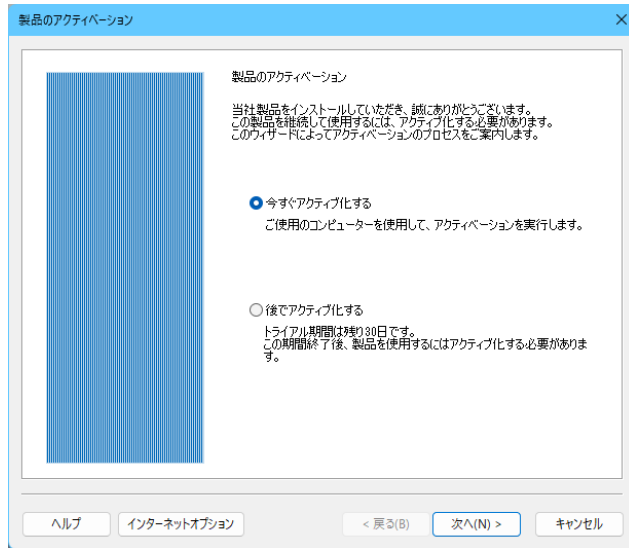 製品のアクティベーション
製品のアクティベーション
当社製品をインストールしていただき、誠にありがとうございます。
この製品を継続して使用するには、アクティブ化する必要があります。
このウィザードによってアクティベーションのプロセスをご案内します。
今すぐアクティブ化する
ご使用のコンピューターを使用して、アクティベーションを実行します。
後でアクティブ化する
トライアル期間は残り30日です。
この期間終了後、製品を使用するにはアクティブ化する必要がありま
す。
ヘルプ インターネットオプション < 戻る(B) 次へ(N) > キャンセル